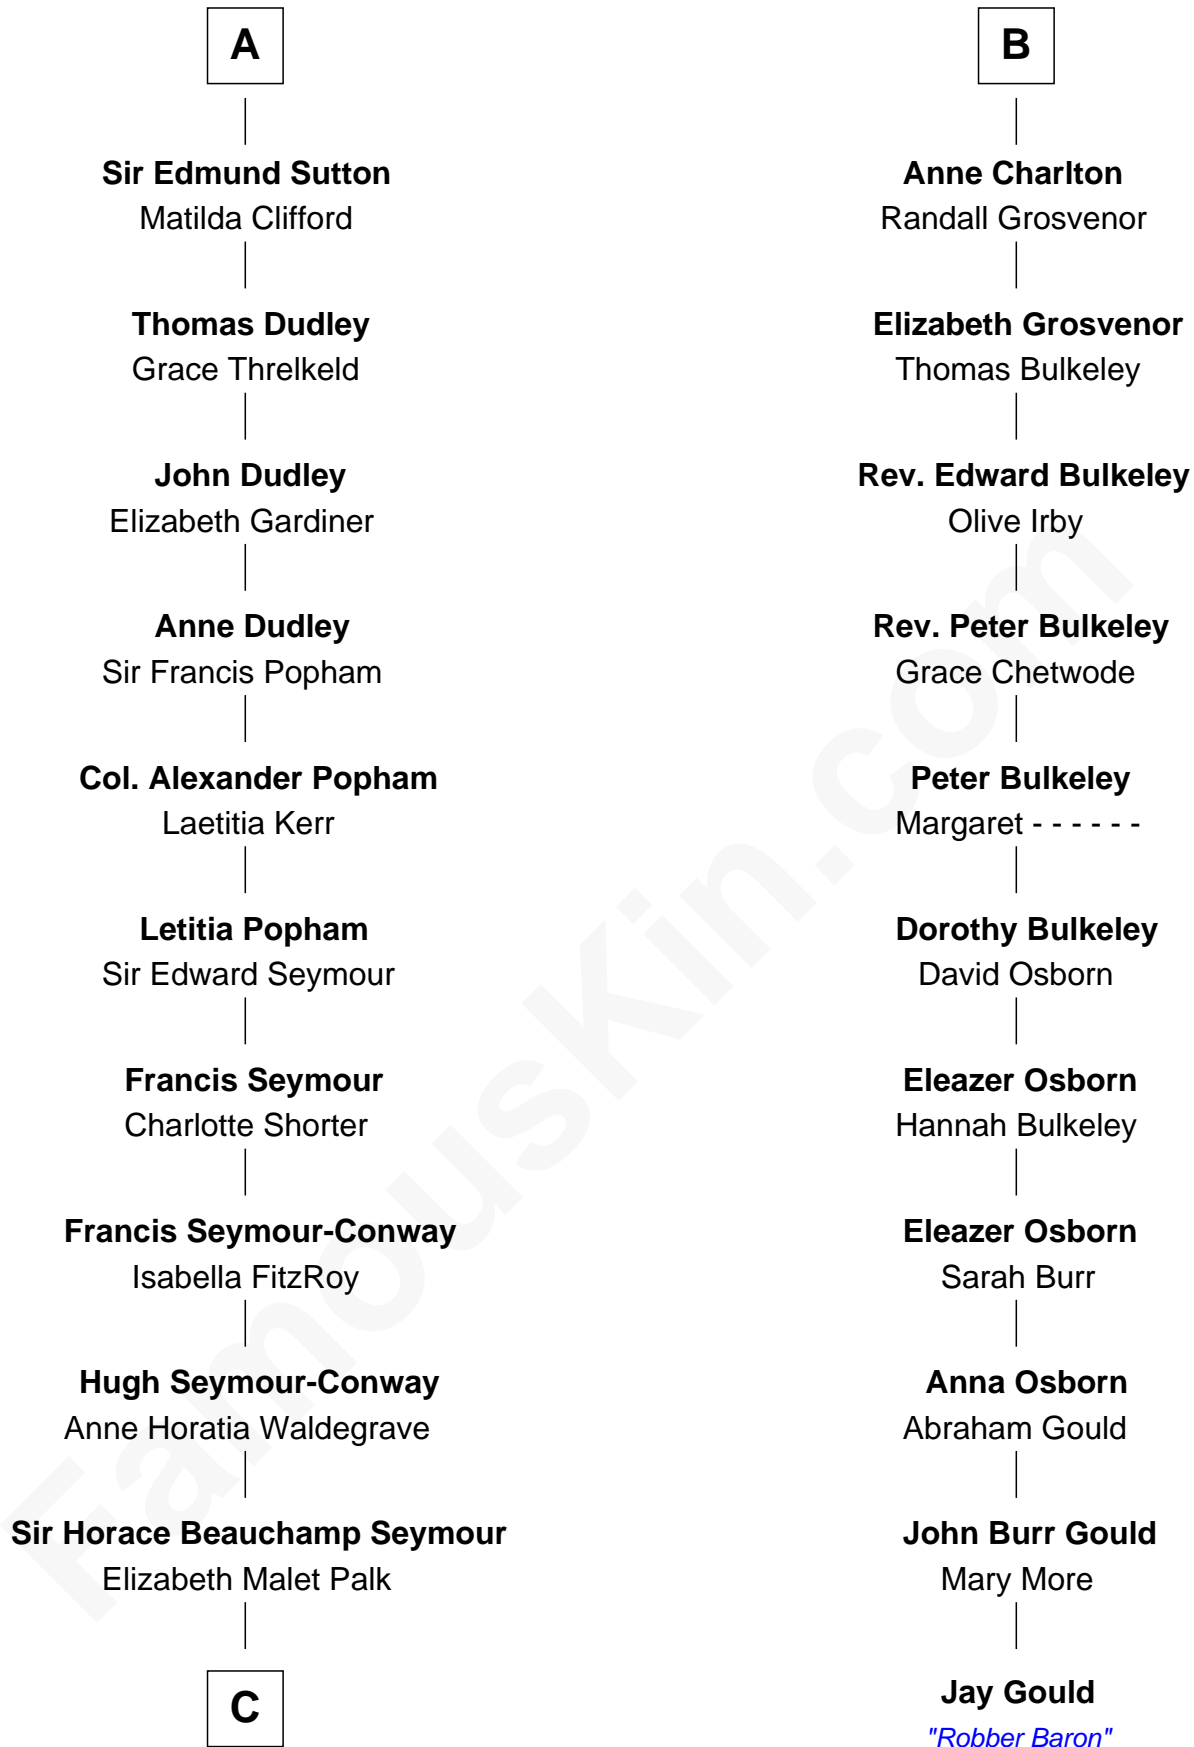 A
Sir Edmund Sutton
Matilda Clifford
Thomas Dudley
Grace Threlkeld
John Dudley
Elizabeth Gardiner
Anne Dudley
Sir Francis Popham
Col. Alexander Popham
Laetitia Kerr
Letitia Popham
Sir Edward Seymour
Francis Seymour
Charlotte Shorter
Francis Seymour-Conway
Isabella FitzRoy
Hugh Seymour-Conway
Anne Horatia Waldegrave
Sir Horace Beauchamp Seymour
Elizabeth Malet Palk
C
B
Anne Charlton
Randall Grosvenor
Elizabeth Grosvenor
Thomas Bulkeley
Rev. Edward Bulkeley
Olive Irby
Rev. Peter Bulkeley
Grace Chetwode
Peter Bulkeley
Margaret - - - - - -
Dorothy Bulkeley
David Osborn
Eleazer Osborn
Hannah Bulkeley
Eleazer Osborn
Sarah Burr
Anna Osborn
Abraham Gould
John Burr Gould
Mary More
Jay Gould
"Robber Baron"
FamousKin.com